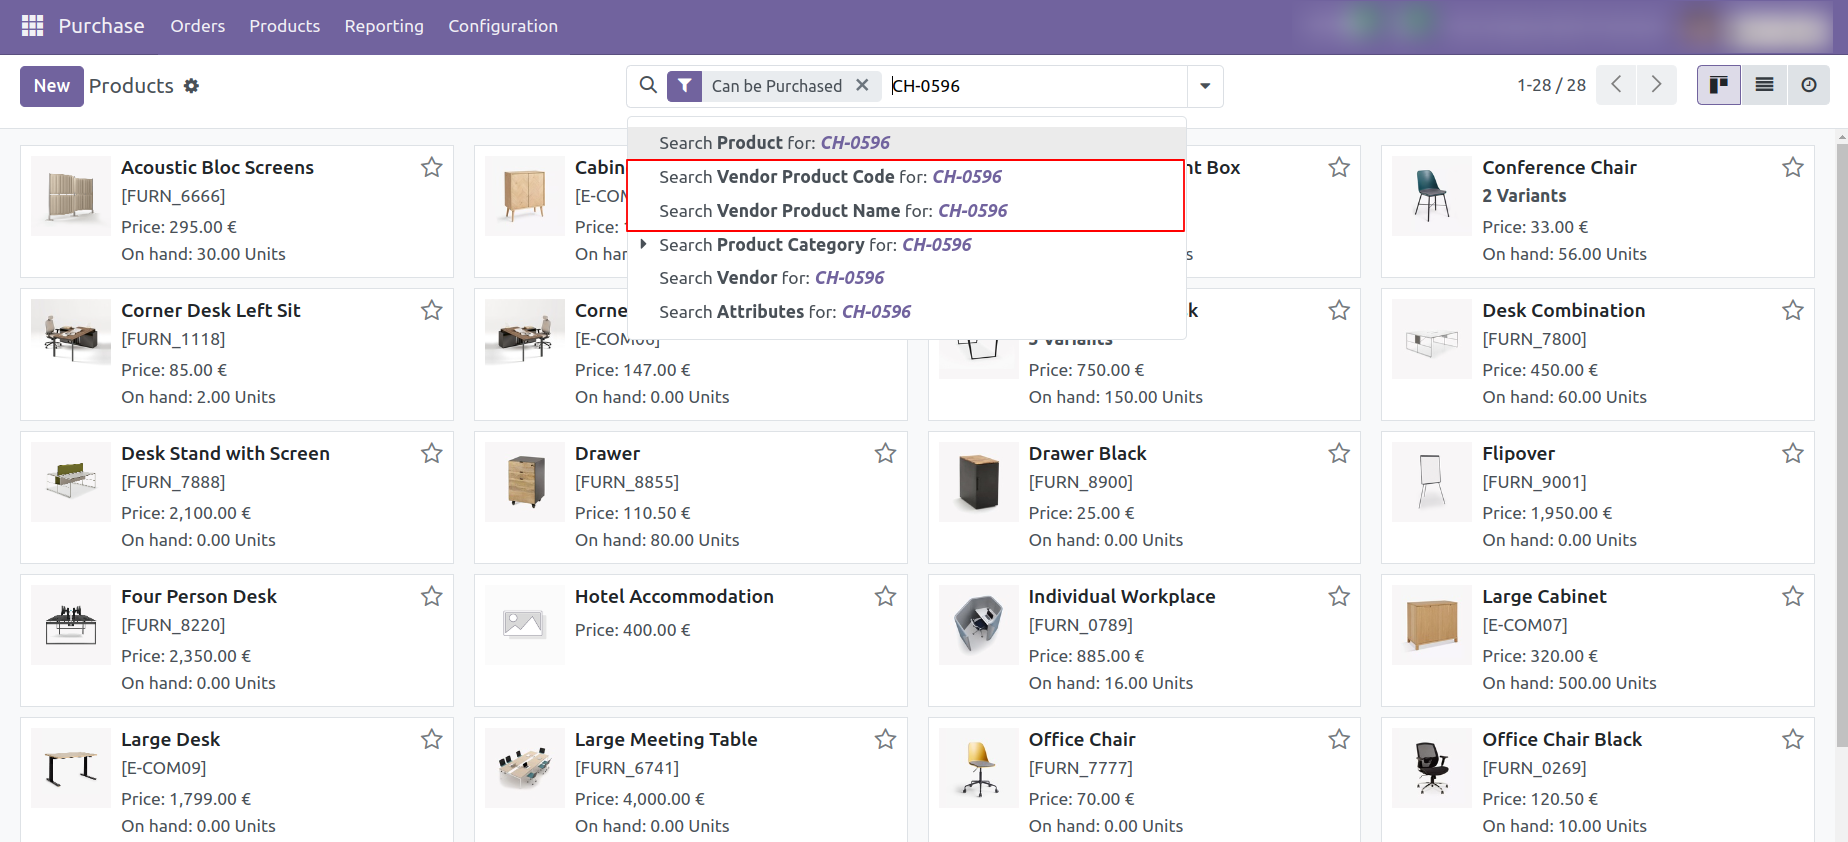 Purchase Orders Products Reporting Configuration
New Products Can be Purchased CH-0596 1-28 / 28
Search Product for: CH-0596
Search Vendor Product Code for: CH-0596
Search Vendor Product Name for: CH-0596
Search Product Category for: CH-0596
Search Vendor for: CH-0596
Search Attributes for: CH-0596
Acoustic Bloc Screens
[FURN_6666]
Price: 295.00 €
On hand: 30.00 Units
Cabin
[E-CO
Price:
On ha
t Box
s
Conference Chair
2 Variants
Price: 33.00 €
On hand: 56.00 Units
Corner Desk Left Sit
[FURN_1118]
Price: 85.00 €
On hand: 2.00 Units
Corne
Price: 147.00 €
On hand: 0.00 Units
k
Variants
Price: 750.00 €
On hand: 150.00 Units
Desk Combination
[FURN_7800]
Price: 450.00 €
On hand: 60.00 Units
Desk Stand with Screen
[FURN_7888]
Price: 2,100.00 €
On hand: 0.00 Units
Drawer
[FURN_8855]
Price: 110.50 €
On hand: 80.00 Units
Drawer Black
[FURN_8900]
Price: 25.00 €
On hand: 0.00 Units
Flipover
[FURN_9001]
Price: 1,950.00 €
On hand: 0.00 Units
Four Person Desk
[FURN_8220]
Price: 2,350.00 €
On hand: 0.00 Units
Hotel Accommodation
Price: 400.00 €
Individual Workplace
[FURN_0789]
Price: 885.00 €
On hand: 16.00 Units
Large Cabinet
[E-COM07]
Price: 320.00 €
On hand: 500.00 Units
Large Desk
[E-COM09]
Price: 1,799.00 €
On hand: 0.00 Units
Large Meeting Table
[FURN_6741]
Price: 4,000.00 €
On hand: 0.00 Units
Office Chair
[FURN_7777]
Price: 70.00 €
On hand: 0.00 Units
Office Chair Black
[FURN_0269]
Price: 120.50 €
On hand: 10.00 Units